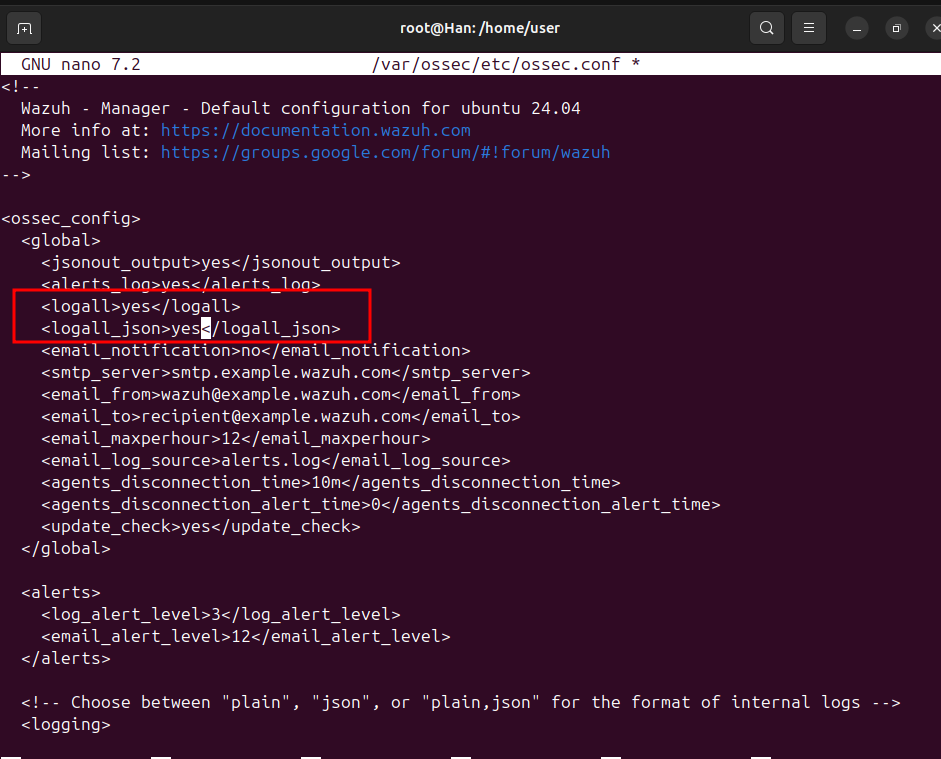 root@Han: /home/user
GNU nano 7.2 /var/ossec/etc/ossec.conf *
<!--
Wazuh - Manager - Default configuration for ubuntu 24.04
More info at: https://documentation.wazuh.com
Mailing list: https://groups.google.com/forum/#!forum/wazuh
-->
<ossec_config>
<global>
<jsonout_output>yes</jsonout_output>
<alerts_log>yes</alerts_log>
<logall>yes</logall>
<logall_json>yes</logall_json>
<email_notification>no</email_notification>
<smtp_server>smtp.example.wazuh.com</smtp_server>
<email_from>wazuh@example.wazuh.com</email_from>
<email_to>recipient@example.wazuh.com</email_to>
<email_maxperhour>12</email_maxperhour>
<email_log_source>alerts.log</email_log_source>
<agents_disconnection_time>10m</agents_disconnection_time>
<agents_disconnection_alert_time>0</agents_disconnection_alert_time>
<update_check>yes</update_check>
</global>
<alerts>
<log_alert_level>3</log_alert_level>
<email_alert_level>12</email_alert_level>
</alerts>
<!-- Choose between "plain", "json", or "plain,json" for the format of internal logs -->
<logging>